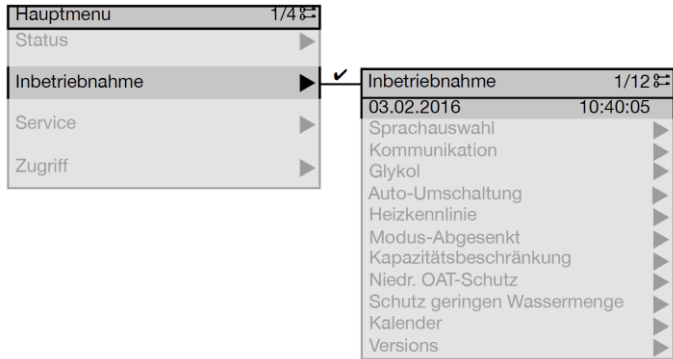 Hauptmenu 1/4
Status
Inbetriebnahme
Service
Zugriff
Inbetriebnahme 1/12
03.02.2016 10:40:05
Sprachauswahl
Kommunikation
Glykol
Auto-Umschaltung
Heizkennlinie
Modus-Abgesenkt
Kapazitätsbeschränkung
Niedr. OAT-Schutz
Schutz geringen Wassermenge
Kalender
Versions